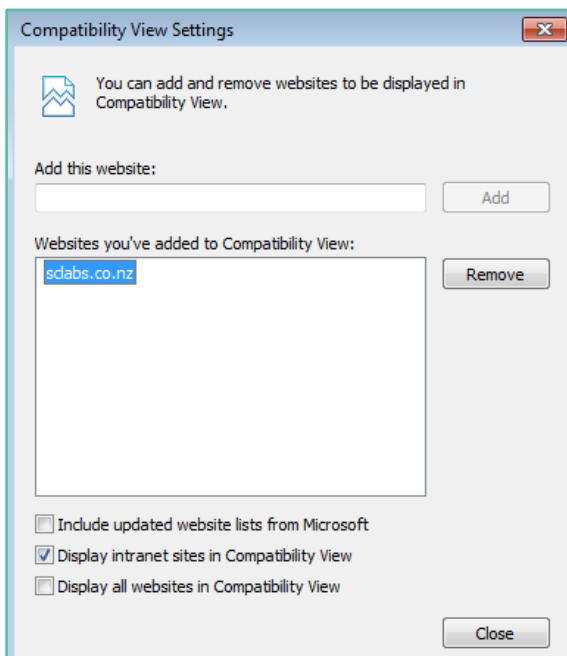 Compatibility View Settings
You can add and remove websites to be displayed in
Compatibility View.
Add this website:
Add
Websites you've added to Compatibility View:
sclabs.co.nz
Remove
Include updated website lists from Microsoft
Display intranet sites in Compatibility View
Display all websites in Compatibility View
Close